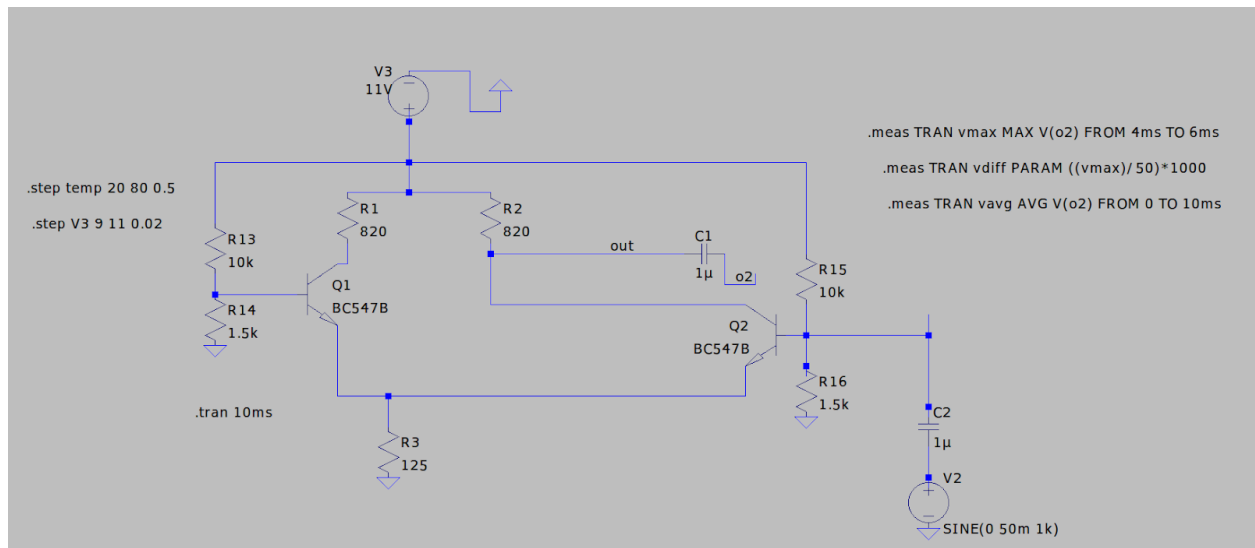 V3
11V
.meas TRAN vmax MAX V(o2) FROM 4ms TO 6ms
.meas TRAN vdiff PARAM ((vmax)/50)*1000
.meas TRAN vavg AVG V(o2) FROM 0 TO 10ms
.step temp 20 80 0.5
.step V3 9 11 0.02
R1
820
R2
820
R13
10k
out
C1
1µ
o2
R15
10k
Q1
BC547B
R14
1.5k
Q2
BC547B
R16
1.5k
.tran 10ms
R3
125
C2
1µ
V2
SINE(0 50m 1k)